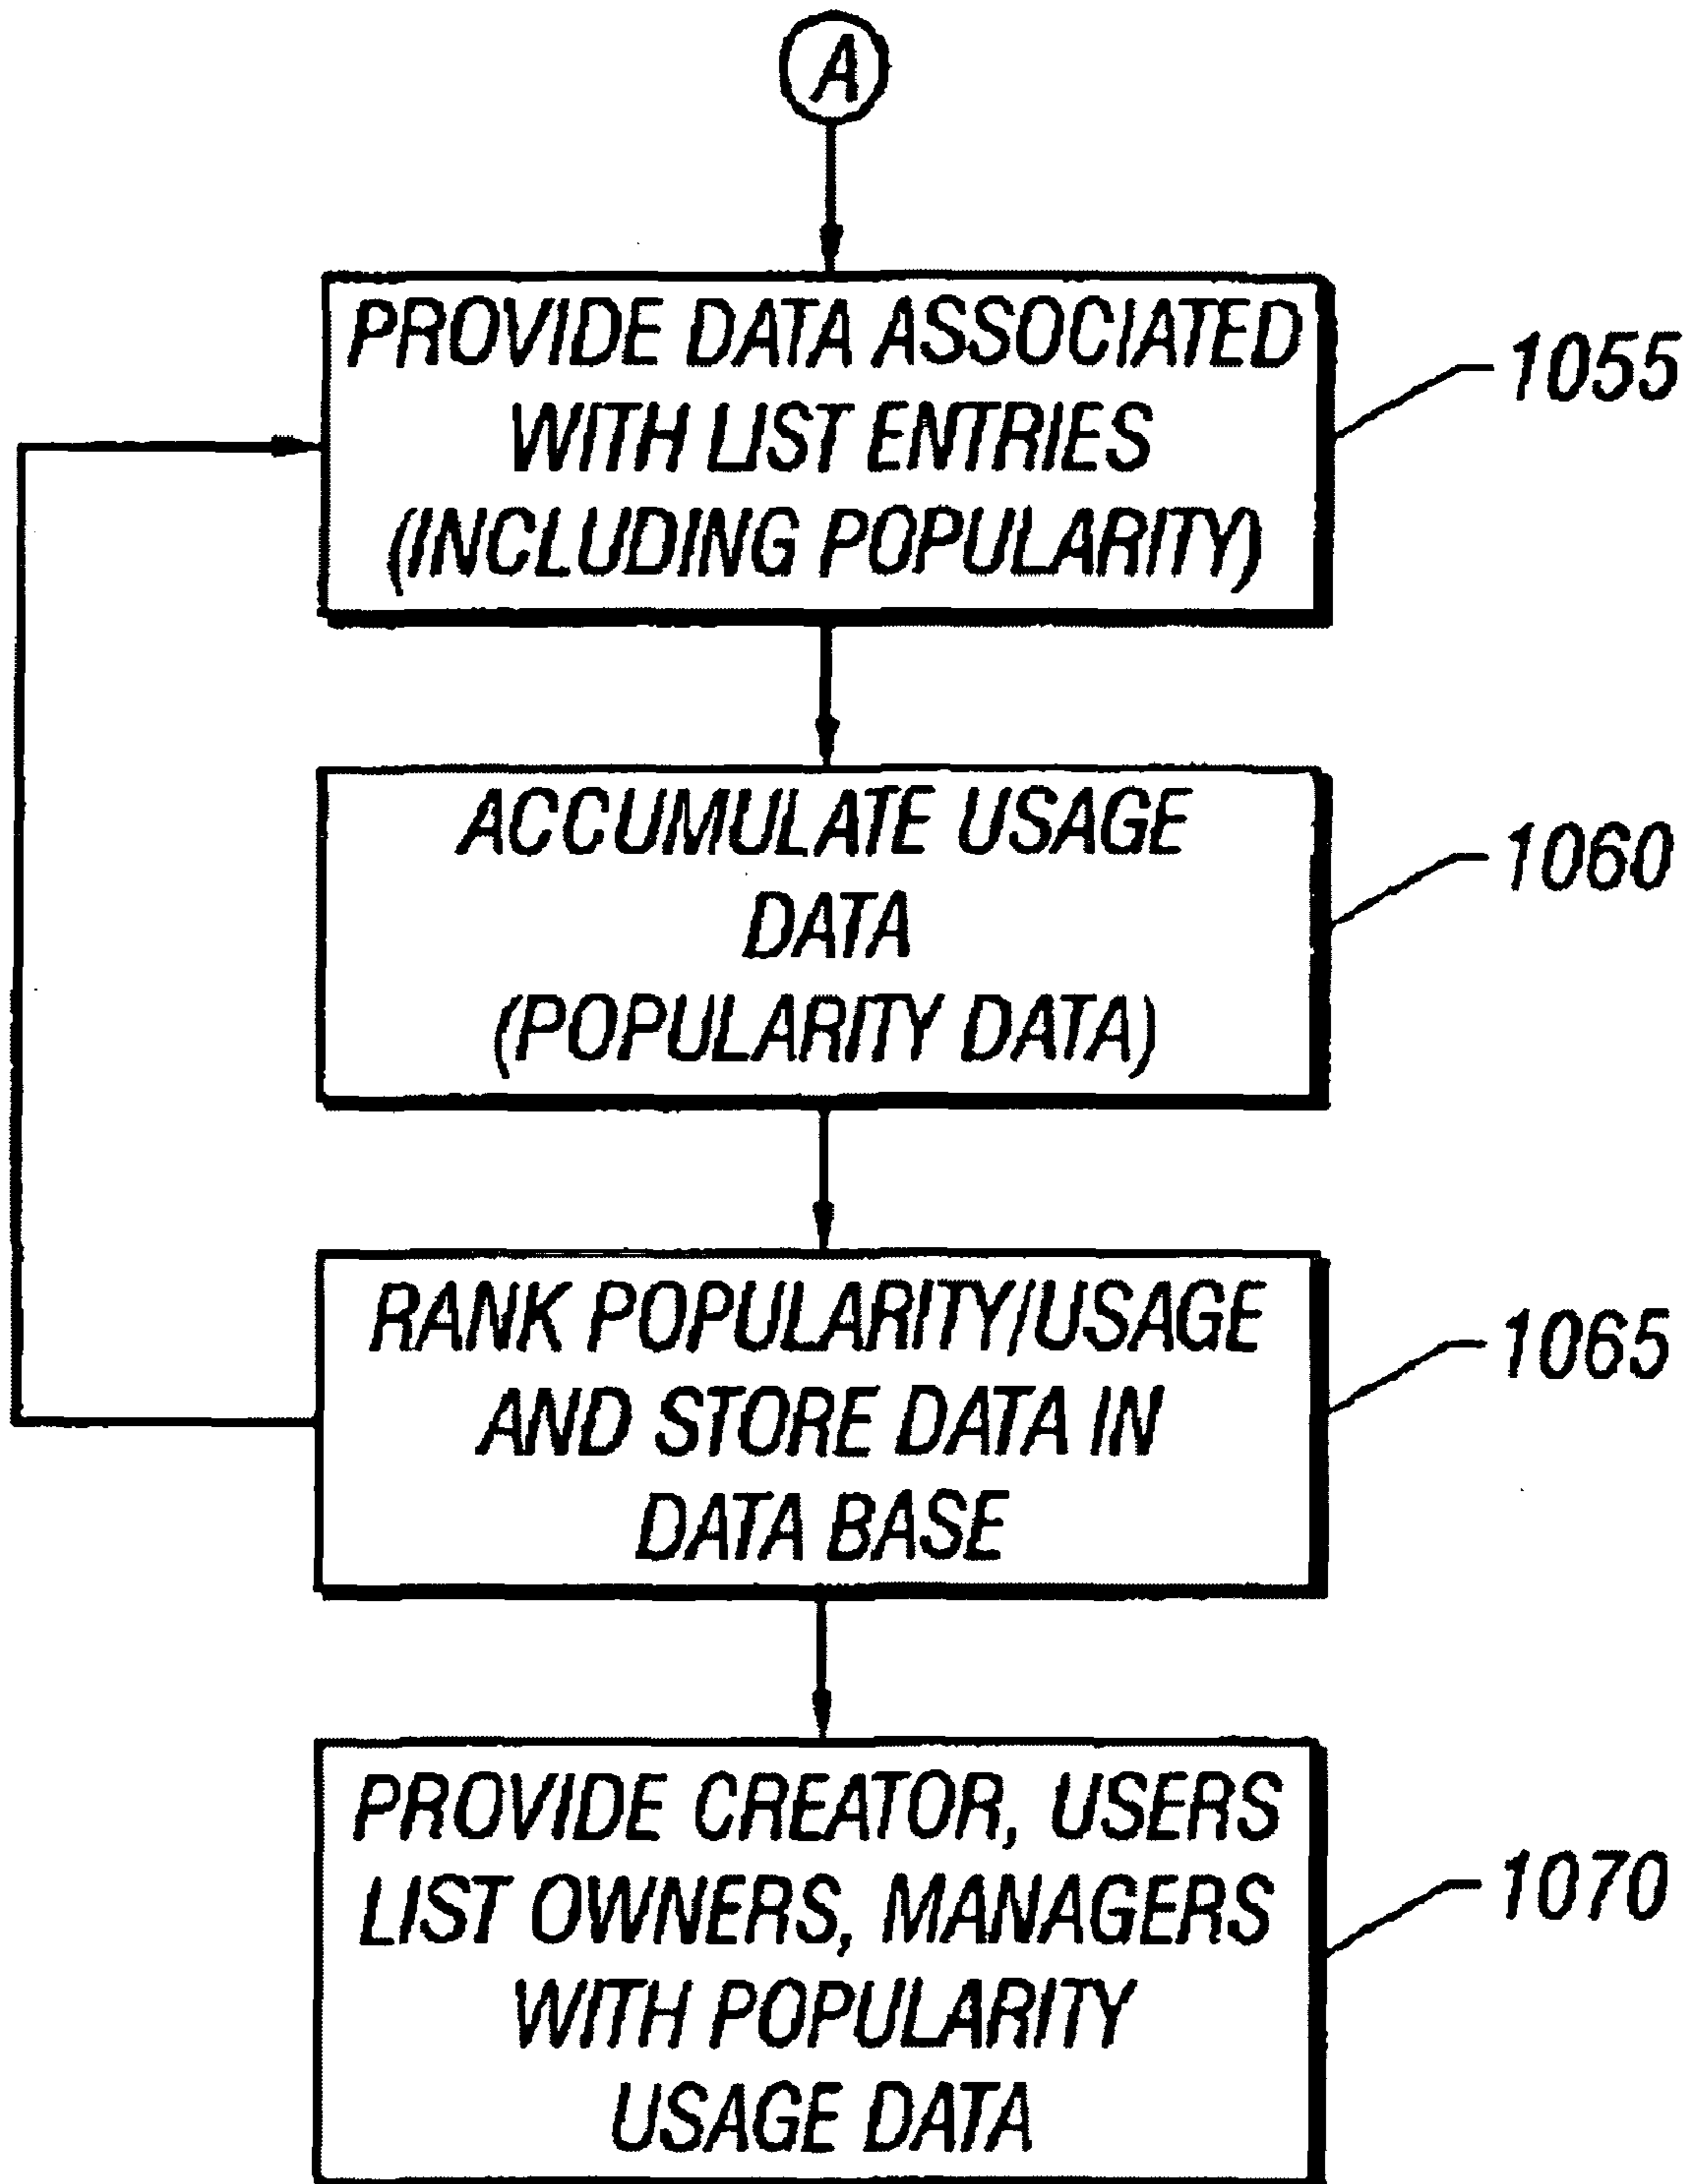 A
PROVIDE DATA ASSOCIATED
WITH LIST ENTRIES
(INCLUDING POPULARITY)
1055
ACCUMULATE USAGE
DATA
(POPULARITY DATA)
1060
RANK POPULARITY/USAGE
AND STORE DATA IN
DATA BASE
1065
PROVIDE CREATOR, USERS
LIST OWNERS, MANAGERS
WITH POPULARITY
USAGE DATA
1070